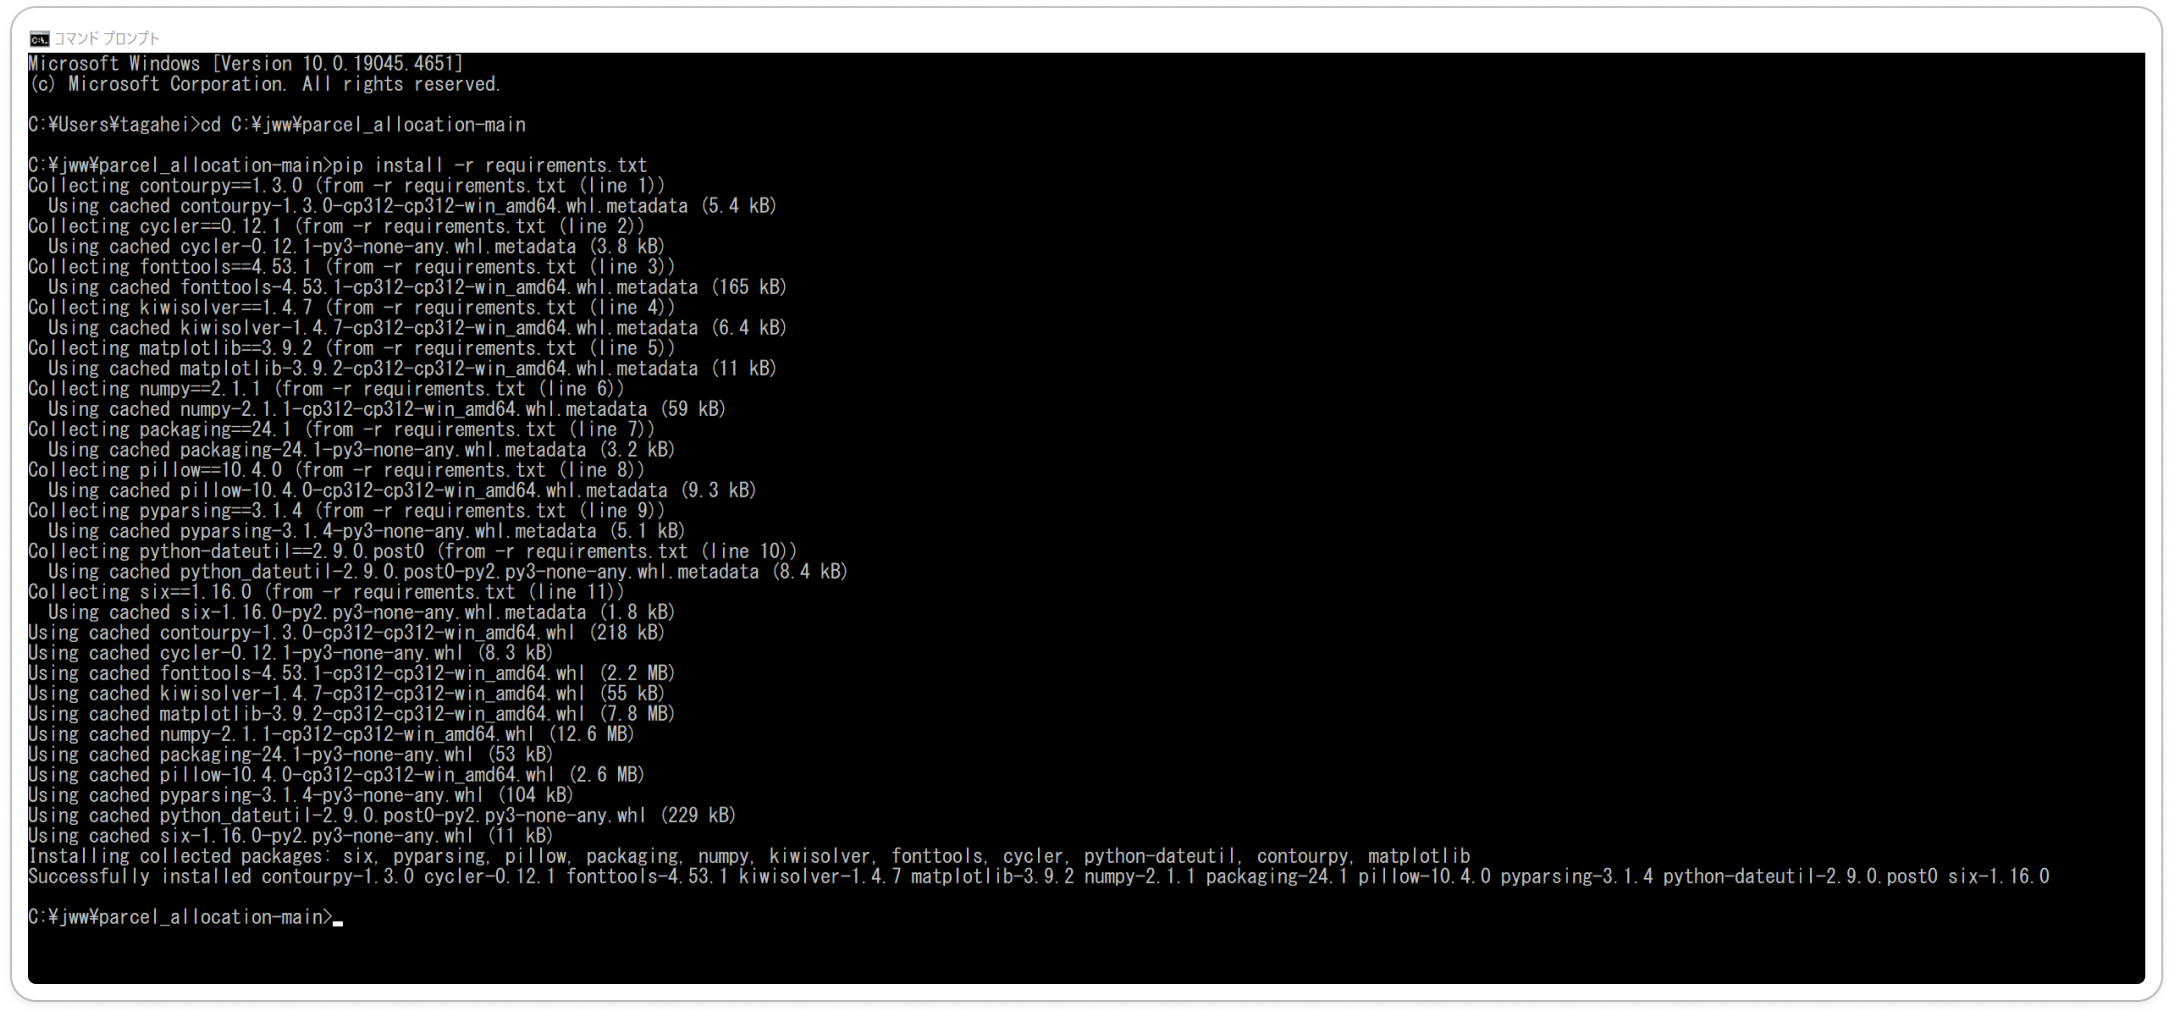 コマンド プロンプト
Microsoft Windows [Version 10.0.19045.4651]
(c) Microsoft Corporation. All rights reserved.
C:¥Users¥tagahei>cd C:¥jww¥parcel_allocation-main
C:¥jww¥parcel_allocation-main>pip install -r requirements.txt
Collecting contourpy==1.3.0 (from -r requirements.txt (line 1))
  Using cached contourpy-1.3.0-cp312-cp312-win_amd64.whl.metadata (5.4 kB)
Collecting cycler==0.12.1 (from -r requirements.txt (line 2))
  Using cached cycler-0.12.1-py3-none-any.whl.metadata (3.8 kB)
Collecting fonttools==4.53.1 (from -r requirements.txt (line 3))
  Using cached fonttools-4.53.1-cp312-cp312-win_amd64.whl.metadata (165 kB)
Collecting kiwisolver==1.4.7 (from -r requirements.txt (line 4))
  Using cached kiwisolver-1.4.7-cp312-cp312-win_amd64.whl.metadata (6.4 kB)
Collecting matplotlib==3.9.2 (from -r requirements.txt (line 5))
  Using cached matplotlib-3.9.2-cp312-cp312-win_amd64.whl.metadata (11 kB)
Collecting numpy==2.1.1 (from -r requirements.txt (line 6))
  Using cached numpy-2.1.1-cp312-cp312-win_amd64.whl.metadata (59 kB)
Collecting packaging==24.1 (from -r requirements.txt (line 7))
  Using cached packaging-24.1-py3-none-any.whl.metadata (3.2 kB)
Collecting pillow==10.4.0 (from -r requirements.txt (line 8))
  Using cached pillow-10.4.0-cp312-cp312-win_amd64.whl.metadata (9.3 kB)
Collecting pyparsing==3.1.4 (from -r requirements.txt (line 9))
  Using cached pyparsing-3.1.4-py3-none-any.whl.metadata (5.1 kB)
Collecting python-dateutil==2.9.0.post0 (from -r requirements.txt (line 10))
  Using cached python_dateutil-2.9.0.post0-py2.py3-none-any.whl.metadata (8.4 kB)
Collecting six==1.16.0 (from -r requirements.txt (line 11))
  Using cached six-1.16.0-py2.py3-none-any.whl.metadata (1.8 kB)
Using cached contourpy-1.3.0-cp312-cp312-win_amd64.whl (218 kB)
Using cached cycler-0.12.1-py3-none-any.whl (8.3 kB)
Using cached fonttools-4.53.1-cp312-cp312-win_amd64.whl (2.2 MB)
Using cached kiwisolver-1.4.7-cp312-cp312-win_amd64.whl (55 kB)
Using cached matplotlib-3.9.2-cp312-cp312-win_amd64.whl (7.8 MB)
Using cached numpy-2.1.1-cp312-cp312-win_amd64.whl (12.6 MB)
Using cached packaging-24.1-py3-none-any.whl (53 kB)
Using cached pillow-10.4.0-cp312-cp312-win_amd64.whl (2.6 MB)
Using cached pyparsing-3.1.4-py3-none-any.whl (104 kB)
Using cached python_dateutil-2.9.0.post0-py2.py3-none-any.whl (229 kB)
Using cached six-1.16.0-py2.py3-none-any.whl (11 kB)
Installing collected packages: six, pyparsing, pillow, packaging, numpy, kiwisolver, fonttools, cycler, python-dateutil, contourpy, matplotlib
Successfully installed contourpy-1.3.0 cycler-0.12.1 fonttools-4.53.1 kiwisolver-1.4.7 matplotlib-3.9.2 numpy-2.1.1 packaging-24.1 pillow-10.4.0 pyparsing-3.1.4 python-dateutil-2.9.0.post0 six-1.16.0
C:¥jww¥parcel_allocation-main>